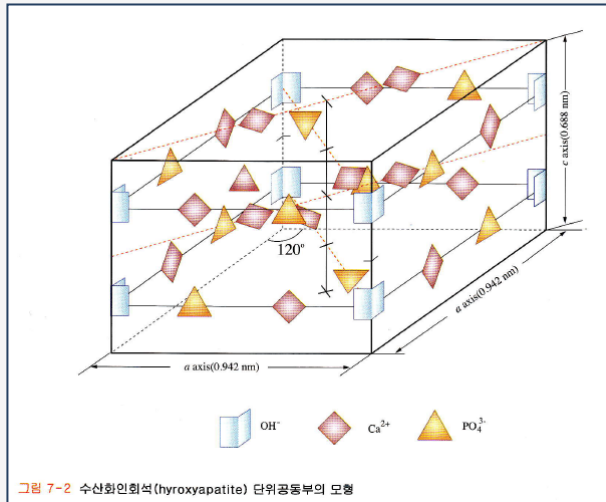 c axis(0.688 nm)
120°
a axis(0.942 nm)
a axis(0.942 nm)
OH⁻
Ca²⁺
PO₄³⁻
그림 7-2 수산화인회석(hyroxyapatite) 단위공동부의 모형